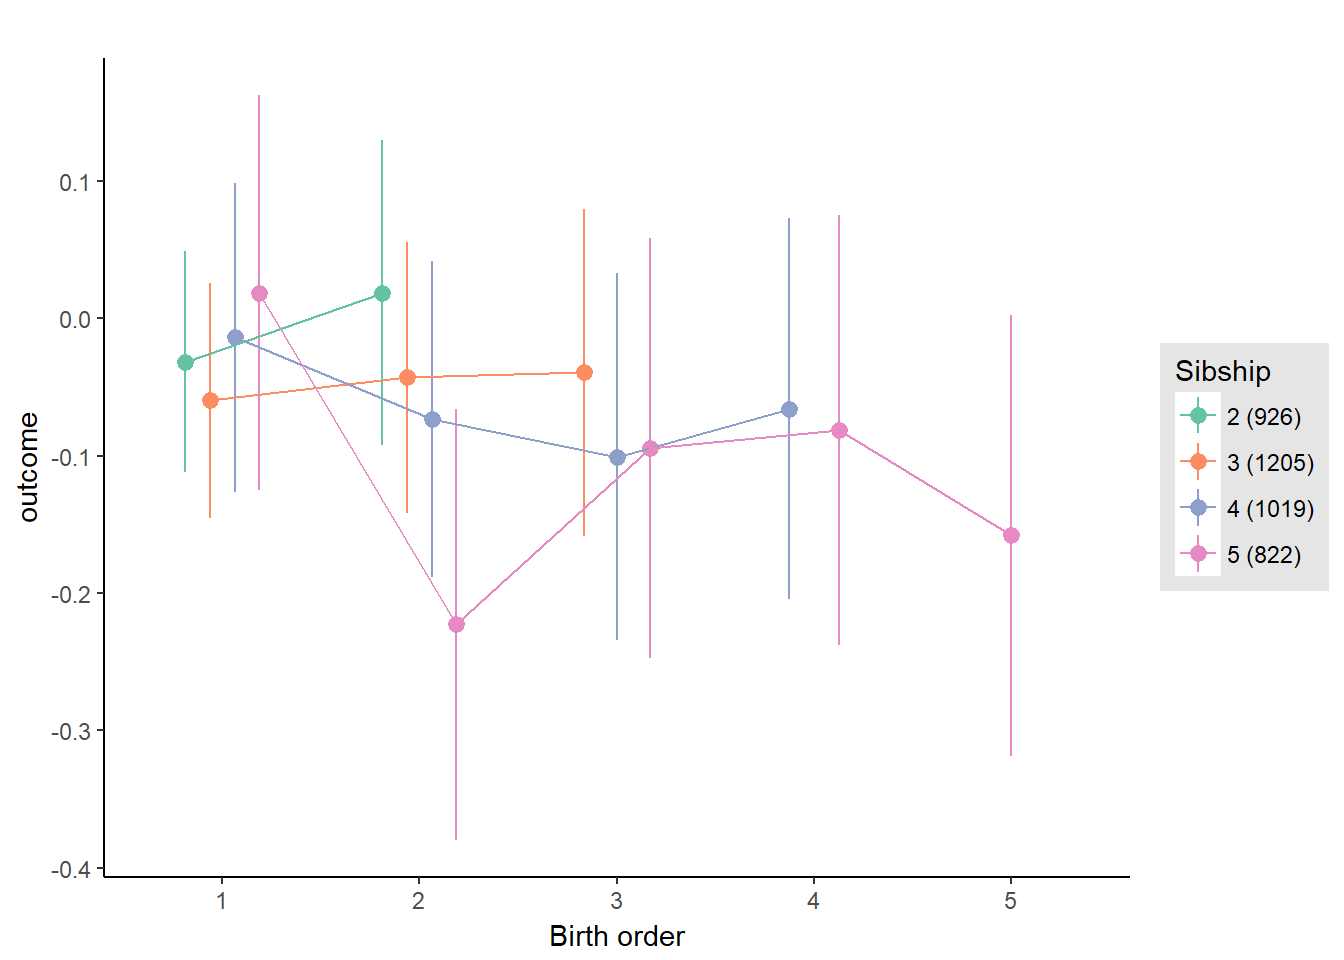 0.1
0.0
-0.1
-0.2
-0.3
-0.4
outcome
1 2 3 4 5
Birth order
Sibship
2 (926)
3 (1205)
4 (1019)
5 (822)